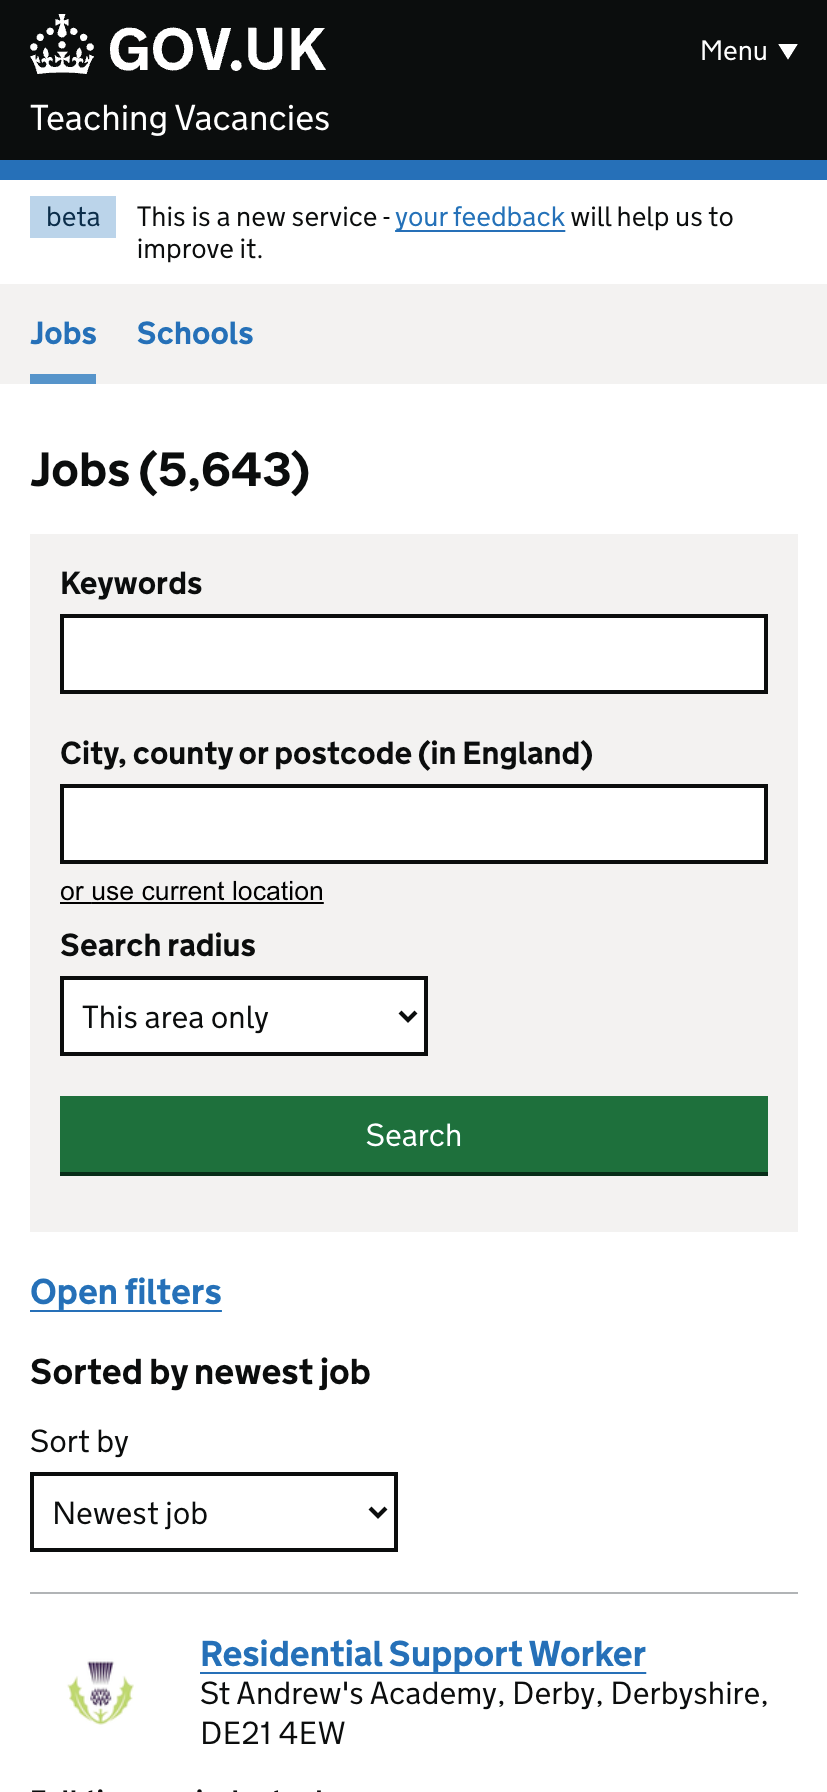 GOV.UK
Menu ▼
Teaching Vacancies
beta
This is a new service - your feedback will help us to
improve it.
Jobs
Schools
Jobs (5,643)
Keywords
City, county or postcode (in England)
or use current location
Search radius
This area only
Search
Open filters
Sorted by newest job
Sort by
Newest job
Residential Support Worker
St Andrew's Academy, Derby, Derbyshire,
DE21 4EW